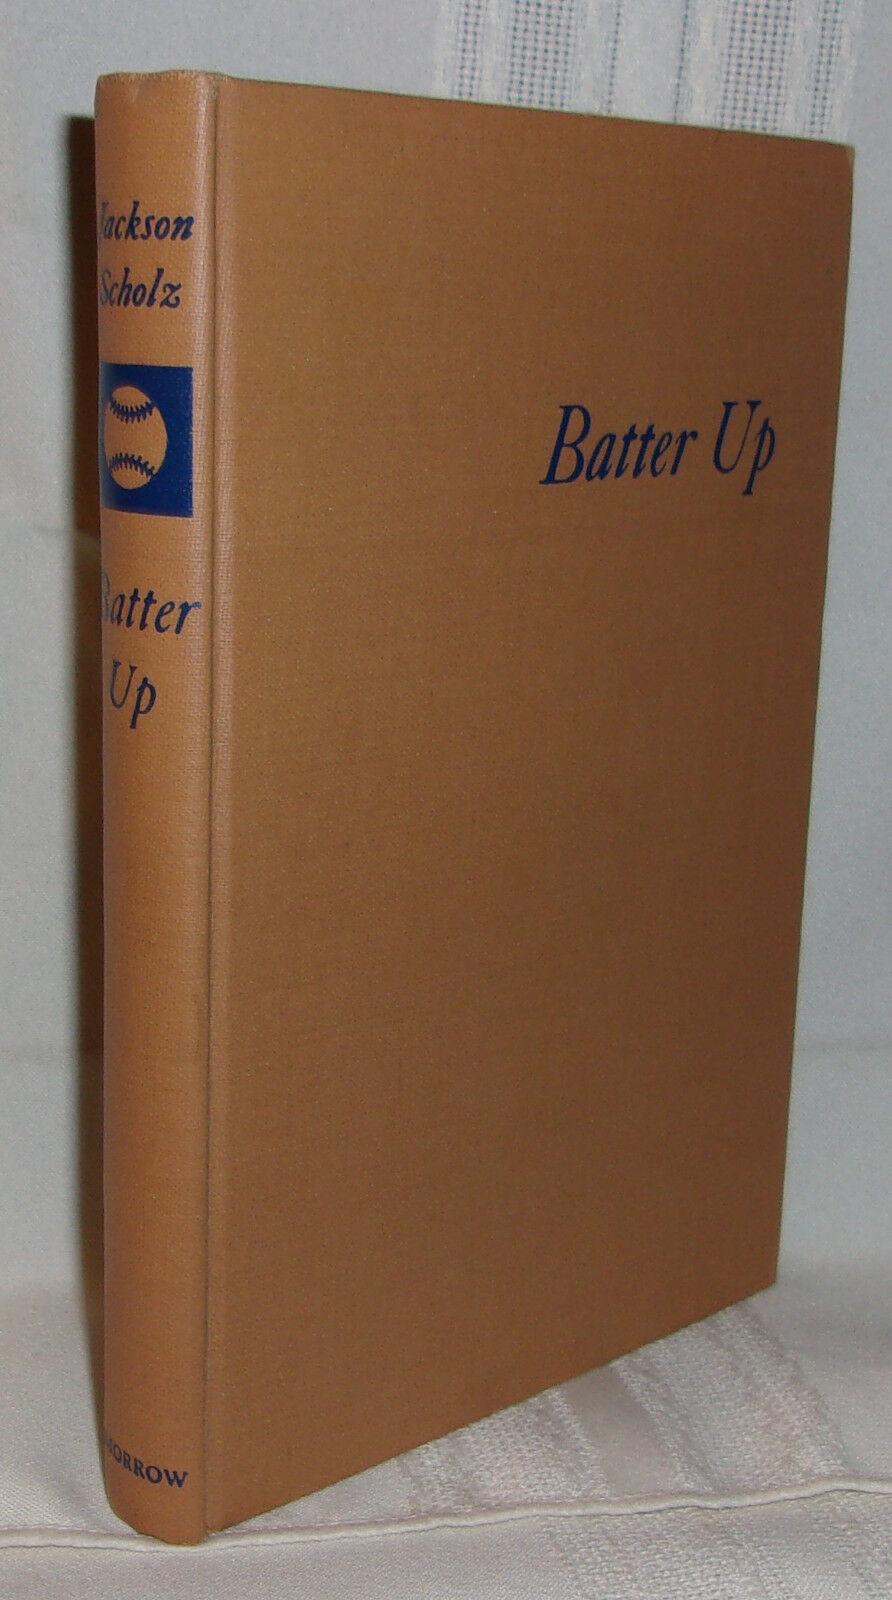 Jackson
Scholz
Batter
Up
MORROW
Batter Up